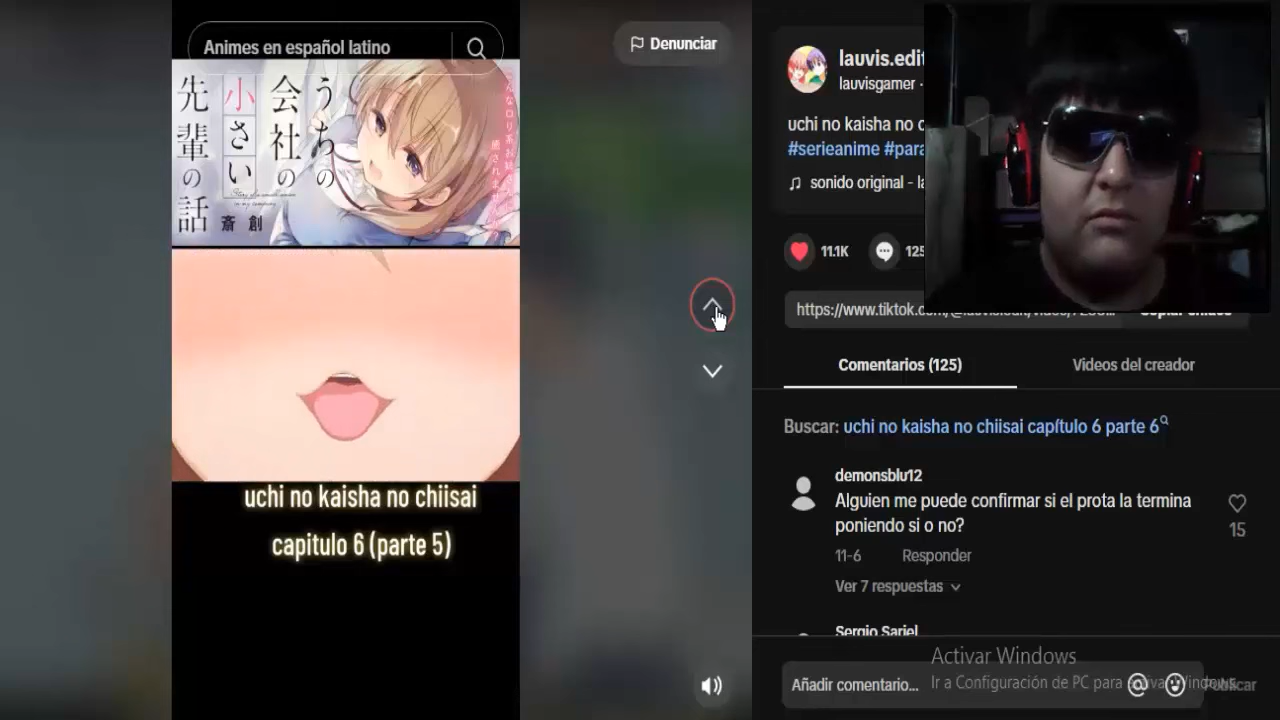 Animes en español latino
うちの
会社の
小さい
先輩の話
斎創
uchi no kaisha no chiisai
capitulo 6 (parte 5)
Denunciar
lauvis.edit
lauvisgamer ·
uchi no kaisha no c
#serieanime #para
sonido original - la
11.1K
125
Comentarios (125)
Videos del creador
Buscar: uchi no kaisha no chiisai capítulo 6 parte 6
demonsblu12
Alguien me puede confirmar si el prota la termina
poniendo si o no?
15
11-6 Responder
Ver 7 respuestas
Sergio Sariel
Activar Windows
Ir a Configuración de PC para activar Windows.
Añadir comentario...
Publicar